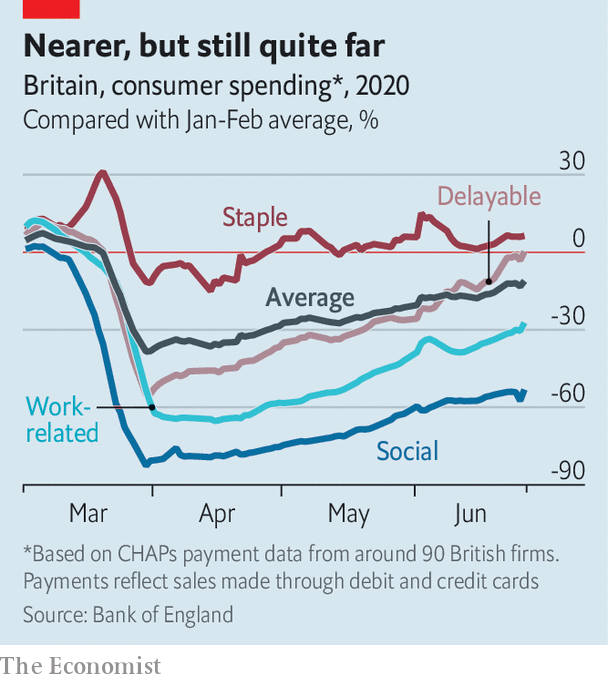 Nearer, but still quite far
Britain, consumer spending*, 2020
Compared with Jan-Feb average, %
30
Delayable
Staple
0
Average
-30
Work-
related
-60
Social
-90
Mar
Apr
May
Jun
*Based on CHAPs payment data from around 90 British firms.
Payments reflect sales made through debit and credit cards
Source: Bank of England
The Economist